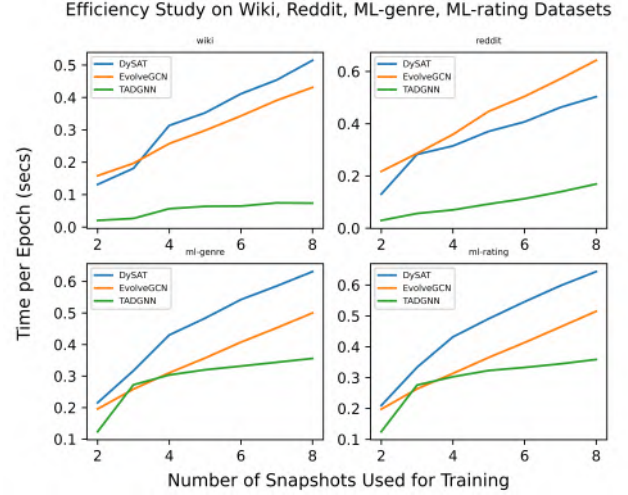 Efficiency Study on Wiki, Reddit, ML-genre, ML-rating Datasets
wiki
DySAT
EvolveGCN
TADGNN
0.5
0.4
0.3
0.2
0.1
0.0
2 4 6 8
reddit
DySAT
EvolveGCN
TADGNN
0.6
0.4
0.2
0.0
2 4 6 8
ml-genre
DySAT
EvolveGCN
TADGNN
0.6
0.5
0.4
0.3
0.2
0.1
2 4 6 8
ml-rating
DySAT
EvolveGCN
TADGNN
0.6
0.5
0.4
0.3
0.2
0.1
2 4 6 8
Time per Epoch (secs)
Number of Snapshots Used for Training